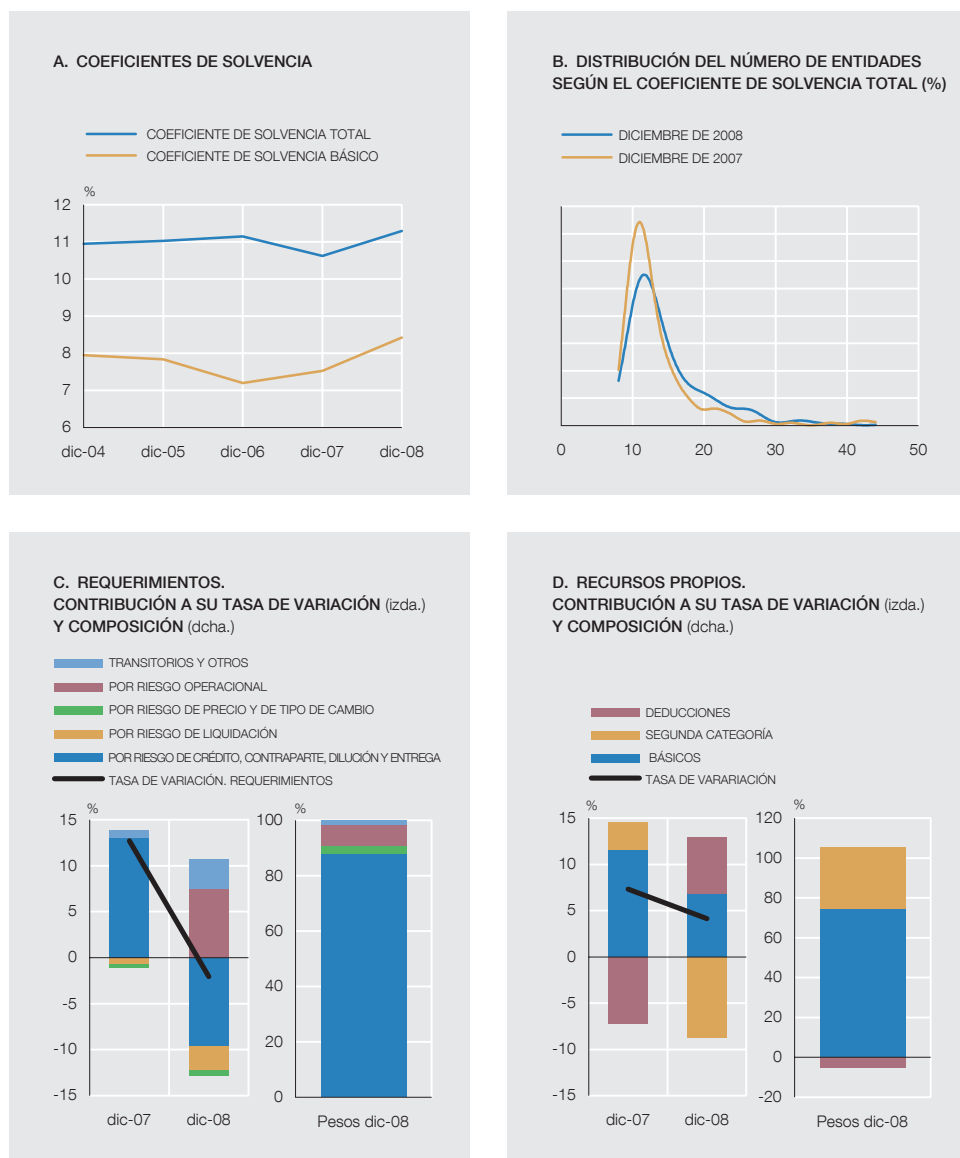 A. COEFICIENTES DE SOLVENCIA
COEFICIENTE DE SOLVENCIA TOTAL
COEFICIENTE DE SOLVENCIA BÁSICO
%
12
11
10
9
8
7
6
dic-04 dic-05 dic-06 dic-07 dic-08
B. DISTRIBUCIÓN DEL NÚMERO DE ENTIDADES
SEGÚN EL COEFICIENTE DE SOLVENCIA TOTAL (%)
DICIEMBRE DE 2008
DICIEMBRE DE 2007
0 10 20 30 40 50
C. REQUERIMIENTOS.
CONTRIBUCIÓN A SU TASA DE VARIACIÓN (izda.)
Y COMPOSICIÓN (dcha.)
TRANSITORIOS Y OTROS
POR RIESGO OPERACIONAL
POR RIESGO DE PRECIO Y DE TIPO DE CAMBIO
POR RIESGO DE LIQUIDACIÓN
POR RIESGO DE CRÉDITO, CONTRAPARTE, DILUCIÓN Y ENTREGA
TASA DE VARIACIÓN. REQUERIMIENTOS
%
15
10
5
0
-5
-10
-15
dic-07 dic-08
%
100
80
60
40
20
0
Pesos dic-08
D. RECURSOS PROPIOS.
CONTRIBUCIÓN A SU TASA DE VARIACIÓN (izda.)
Y COMPOSICIÓN (dcha.)
DEDUCCIONES
SEGUNDA CATEGORÍA
BÁSICOS
TASA DE VARARIACIÓN
%
15
10
5
0
-5
-10
-15
dic-07 dic-08
%
120
100
80
60
40
20
0
-20
Pesos dic-08